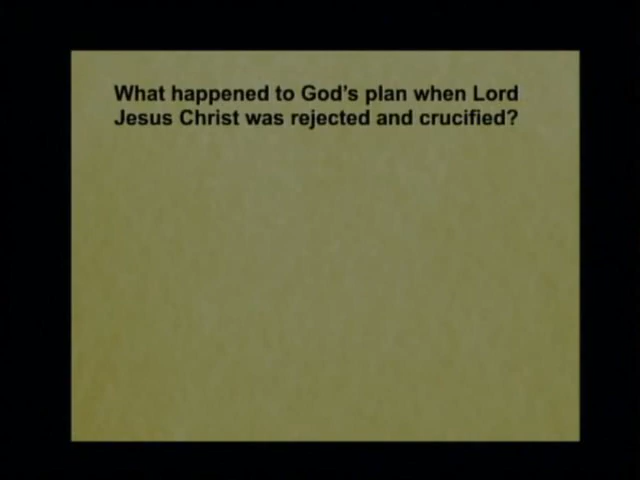 What happened to God's plan when Lord
Jesus Christ was rejected and crucified?